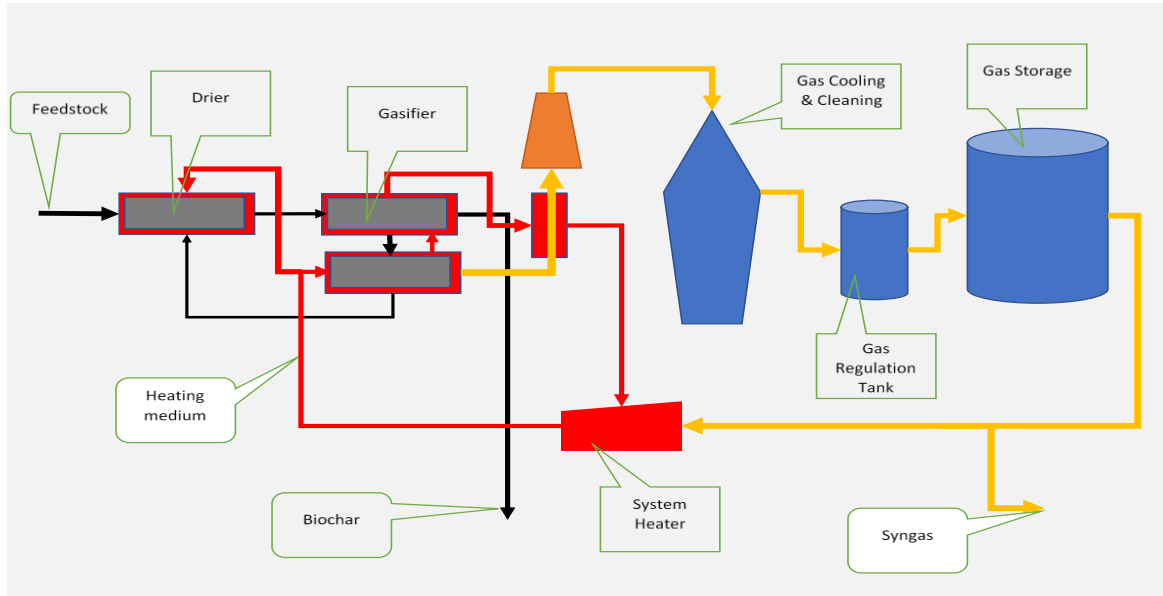 Feedstock
Drier
Gasifier
Gas Cooling
& Cleaning
Gas Storage
Heating
medium
Gas
Regulation
Tank
Biochar
System
Heater
Syngas